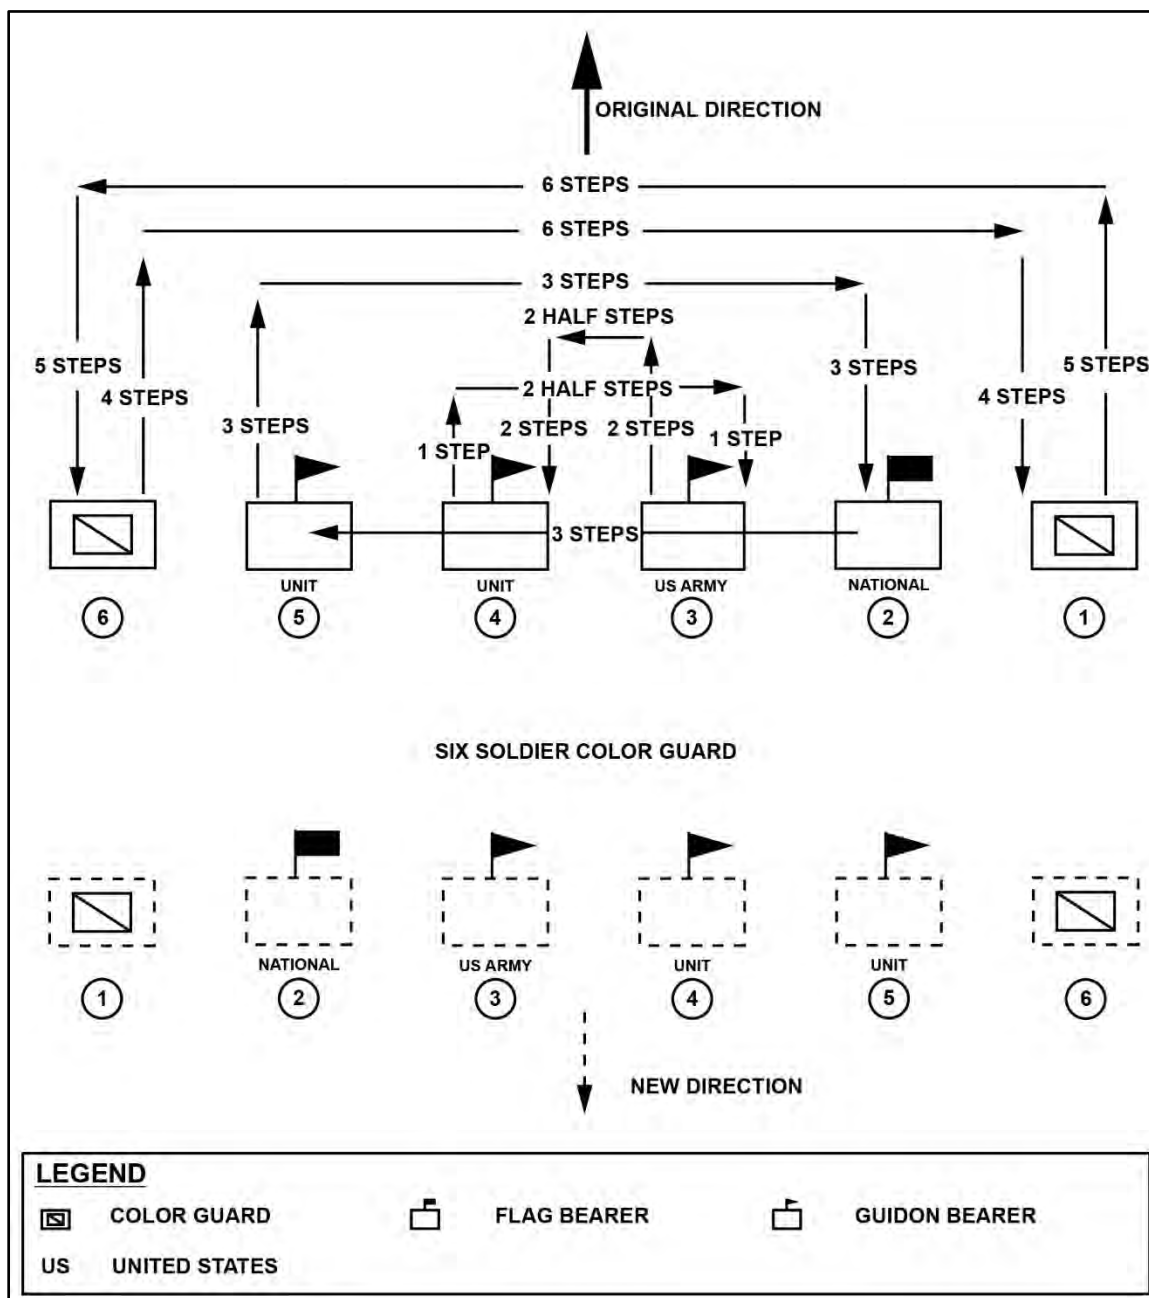 ORIGINAL DIRECTION
6 STEPS
6 STEPS
3 STEPS
2 HALF STEPS
5 STEPS
3 STEPS
5 STEPS
4 STEPS
2 HALF STEPS
4 STEPS
3 STEPS
1 STEP
2 STEPS
2 STEPS
1 STEP
3 STEPS
UNIT
UNIT
US ARMY
NATIONAL
6
5
4
3
2
1
SIX SOLDIER COLOR GUARD
NATIONAL
US ARMY
UNIT
UNIT
1
2
3
4
5
6
NEW DIRECTION
LEGEND
COLOR GUARD
FLAG BEARER
GUIDON BEARER
US UNITED STATES